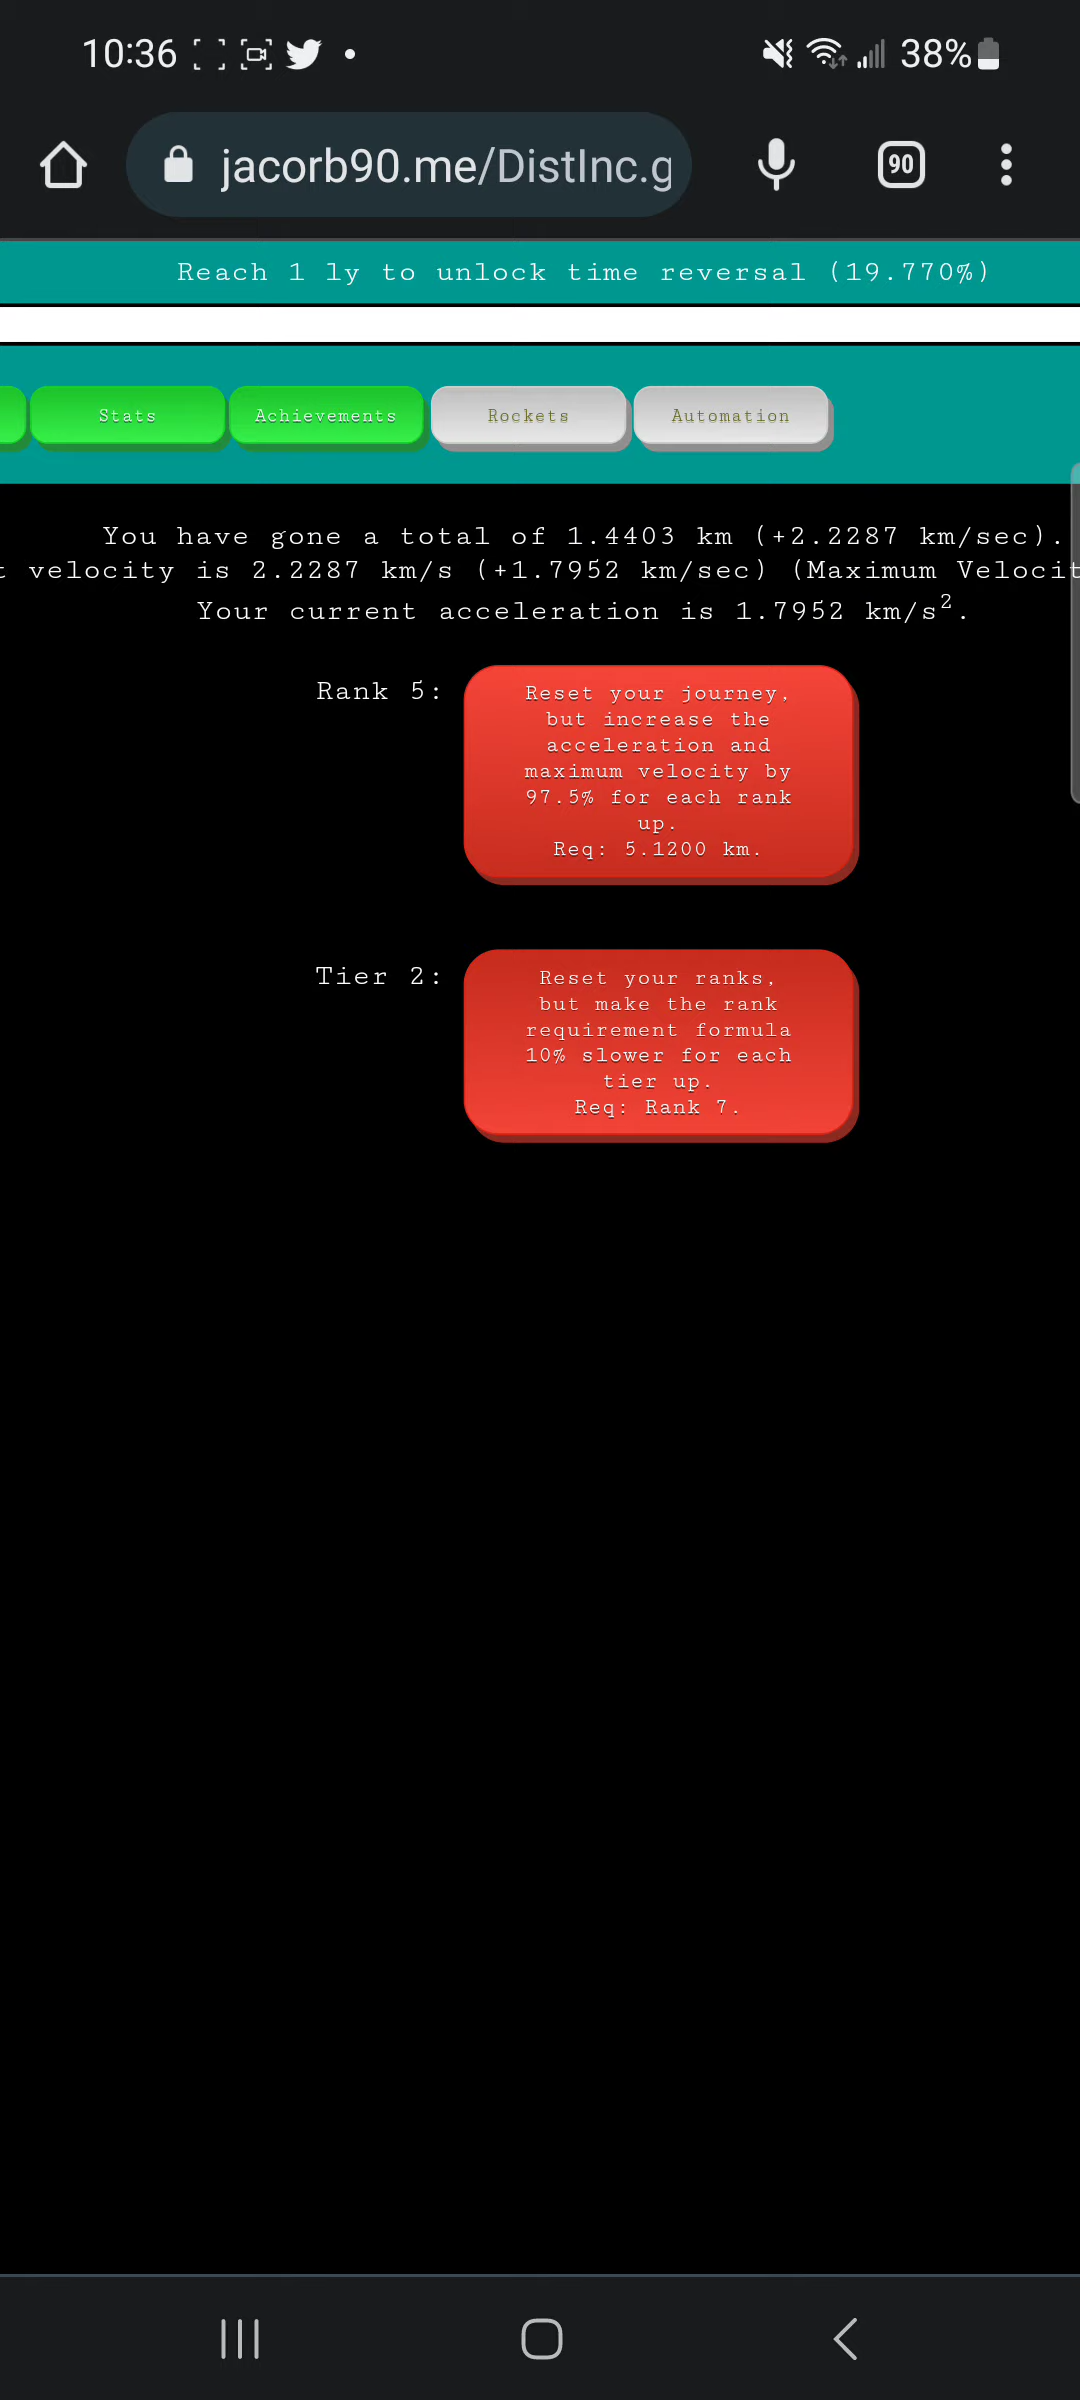 10:36
38%
jacorb90.me/DistInc.g
90
Reach 1 ly to unlock time reversal (19.770%)
Stats
Achievements
Rockets
Automation
You have gone a total of 1.4403 km (+2.2287 km/sec).
t velocity is 2.2287 km/s (+1.7952 km/sec) (Maximum Velocit
Your current acceleration is 1.7952 km/s².
Rank 5:
Reset your journey,
but increase the
acceleration and
maximum velocity by
97.5% for each rank
up.
Req: 5.1200 km.
Tier 2:
Reset your ranks,
but make the rank
requirement formula
10% slower for each
tier up.
Req: Rank 7.